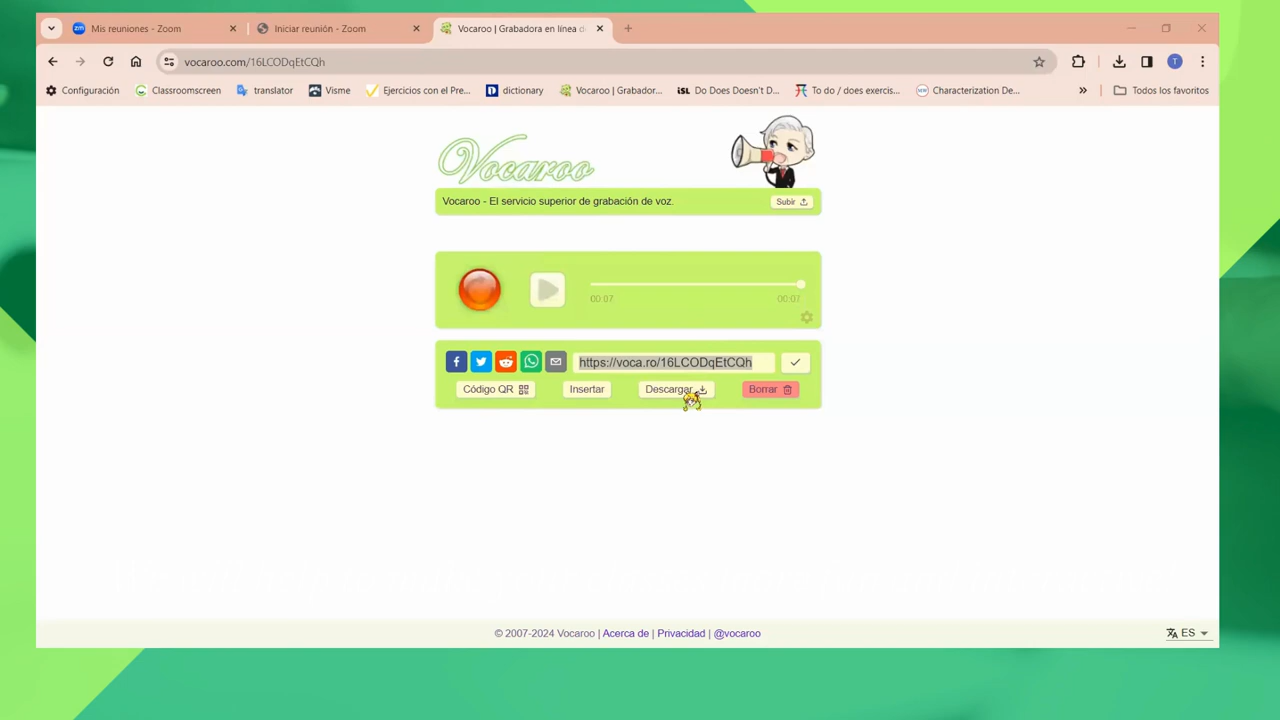 Mis reuniones - Zoom
Iniciar reunión - Zoom
Vocaroo | Grabadora en línea d
vocaroo.com/16LCODqEtCQh
T
Configuración
Classroomscreen
translator
Visme
Ejercicios con el Pre...
dictionary
Vocaroo | Grabador...
iSL Do Does Doesn't D...
To do / does exercis...
Characterization De...
»
Todos los favoritos
Vocaroo
Vocaroo - El servicio superior de grabación de voz.
Subir
00:07
00:07
https://voca.ro/16LCODqEtCQh
Código QR
Insertar
Descargar
Borrar
© 2007-2024 Vocaroo | Acerca de | Privacidad | @vocaroo
ES